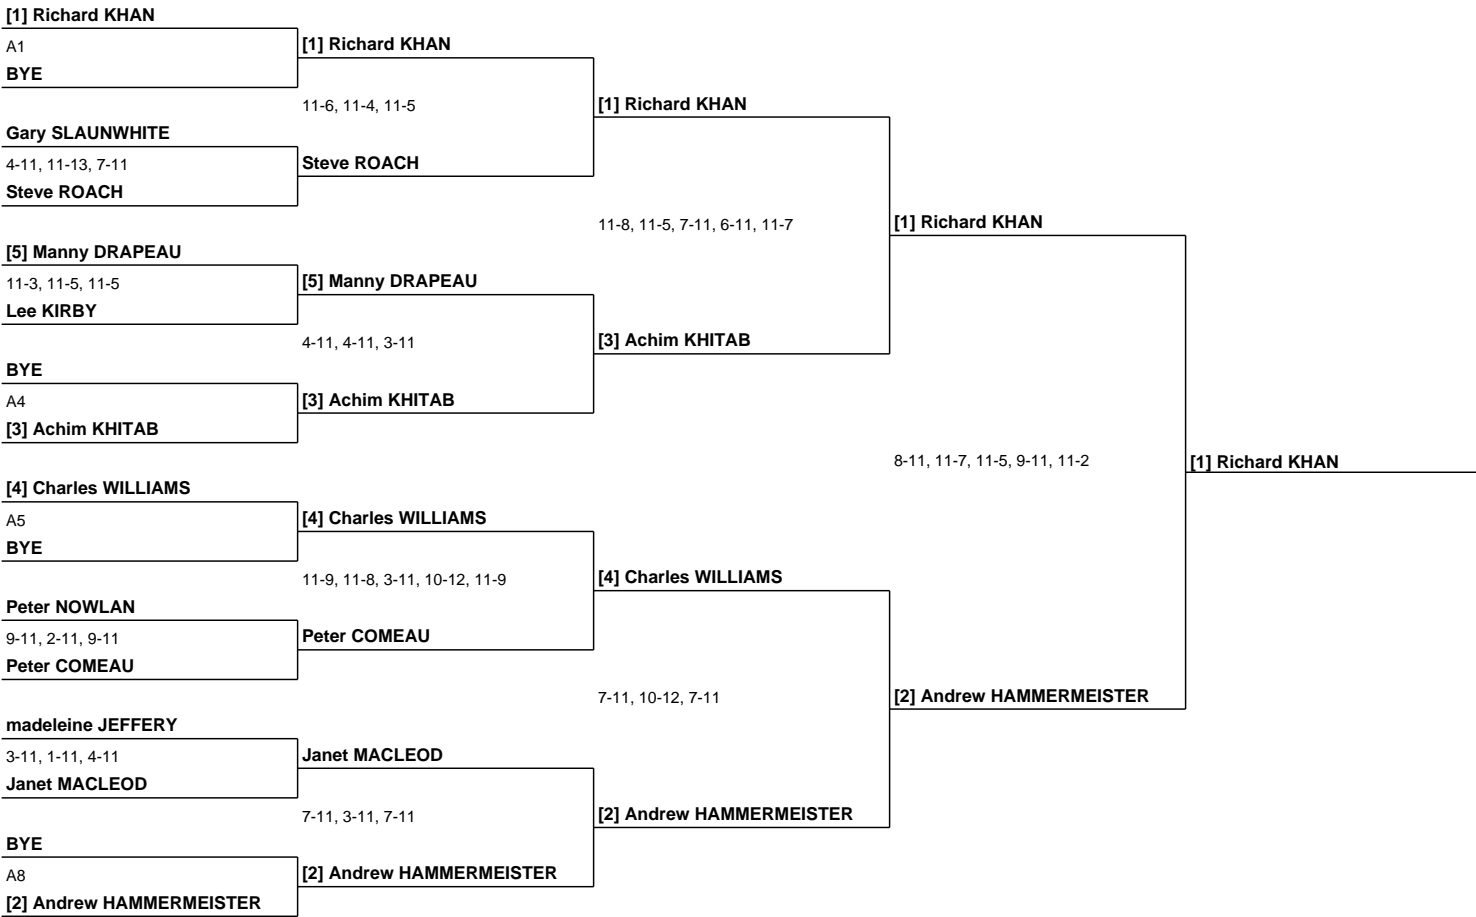 [1] Richard KHAN
A1
BYE
Gary SLAUNWHITE
4-11, 11-13, 7-11
Steve ROACH
[5] Manny DRAPEAU
11-3, 11-5, 11-5
Lee KIRBY
BYE
A4
[3] Achim KHITAB
[4] Charles WILLIAMS
A5
BYE
Peter NOWLAN
9-11, 2-11, 9-11
Peter COMEAU
madeleine JEFFERY
3-11, 1-11, 4-11
Janet MACLEOD
BYE
A8
[2] Andrew HAMMERMEISTER
[1] Richard KHAN
11-6, 11-4, 11-5
Steve ROACH
[5] Manny DRAPEAU
4-11, 4-11, 3-11
[3] Achim KHITAB
[4] Charles WILLIAMS
11-9, 11-8, 3-11, 10-12, 11-9
Peter COMEAU
Janet MACLEOD
7-11, 3-11, 7-11
[2] Andrew HAMMERMEISTER
[1] Richard KHAN
11-8, 11-5, 7-11, 6-11, 11-7
[3] Achim KHITAB
[4] Charles WILLIAMS
7-11, 10-12, 7-11
[2] Andrew HAMMERMEISTER
[1] Richard KHAN
8-11, 11-7, 11-5, 9-11, 11-2
[2] Andrew HAMMERMEISTER
[1] Richard KHAN